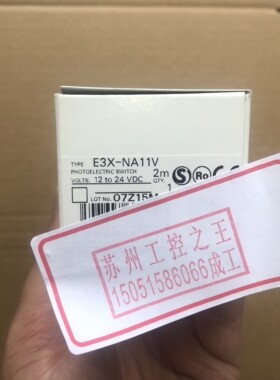 TYPE E3X-NA11V
PHOTOELECTRIC SWITCH 2m
VOLTS. 12 to 24 VDC QTY. 1
LOT No. 07Z15M
苏州工控之王
15051586066成工